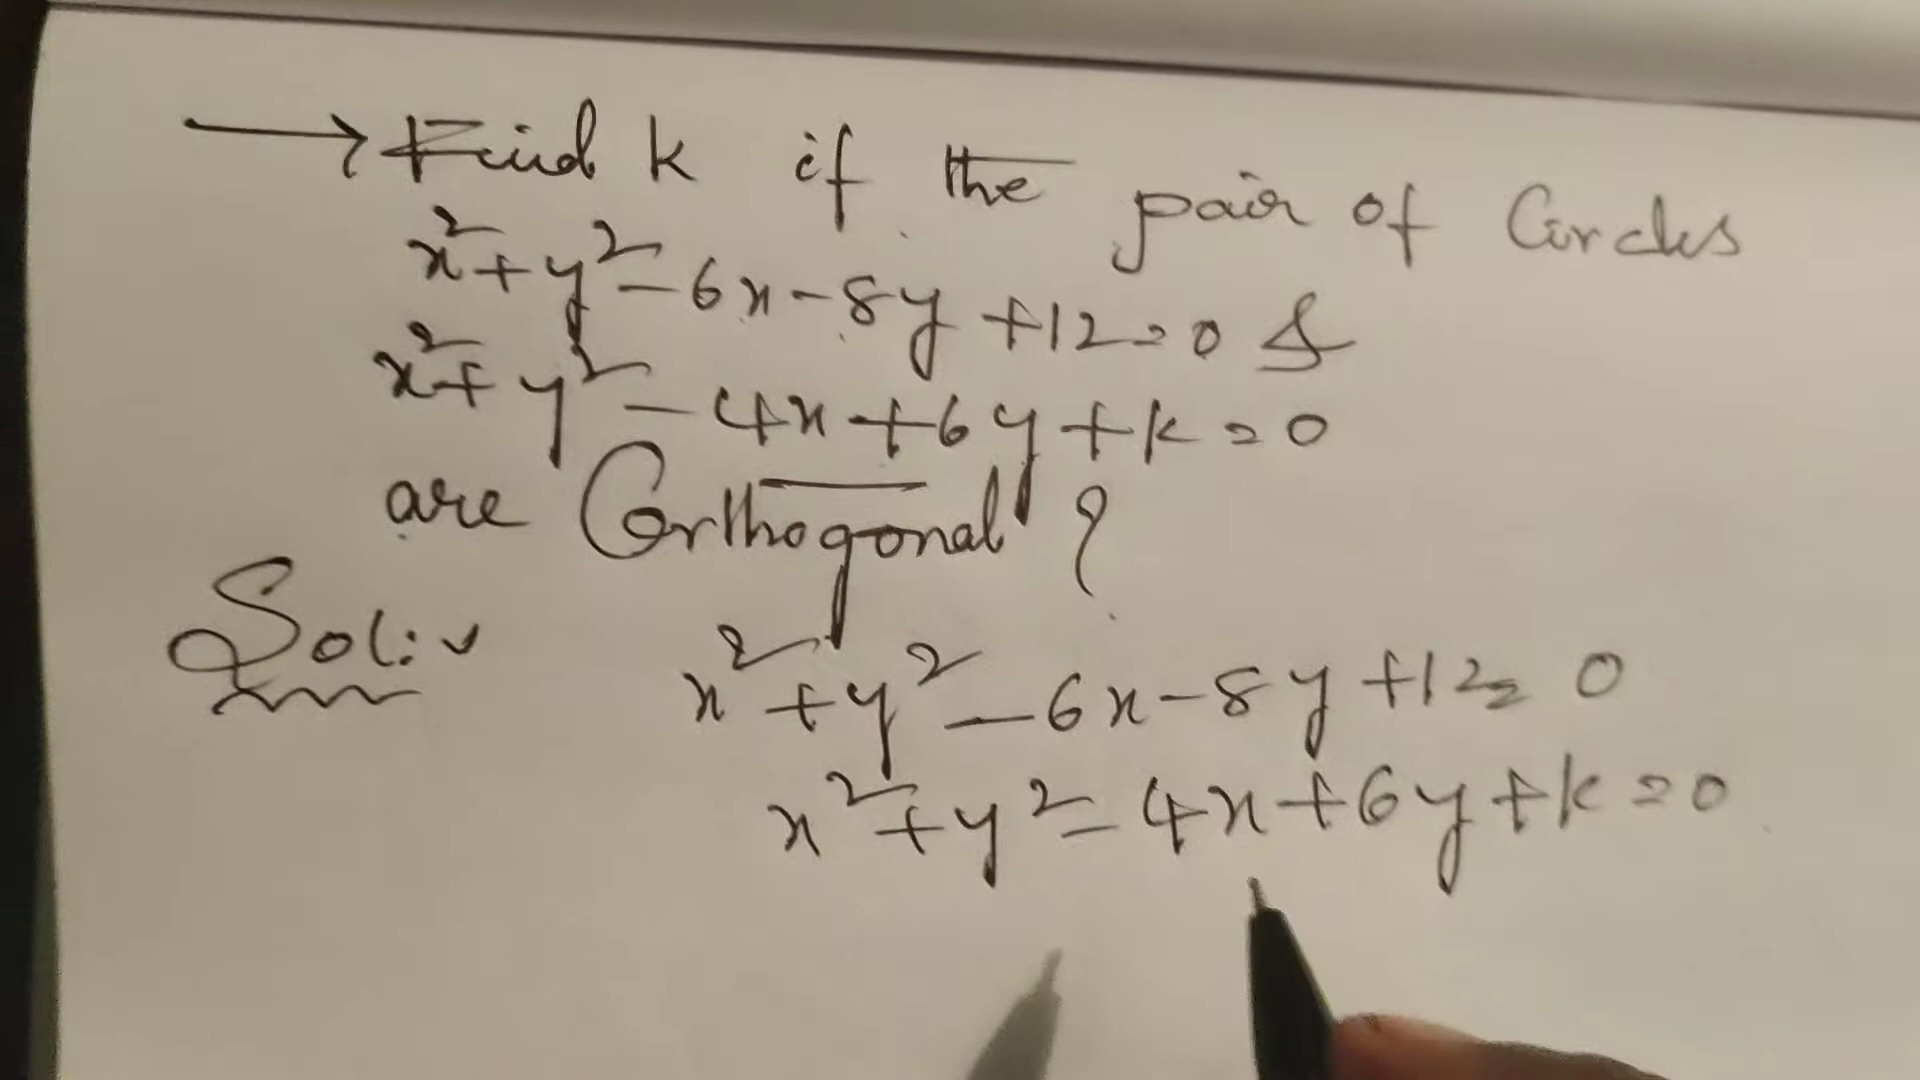 → Find k if the pair of Circles
x²+y²-6x-8y+12=0 &
x²+y²-4x+6y+k=0
are Orthogonal ?
Sol:~
x²+y²-6x-8y+12=0
x²+y²-4x+6y+k=0